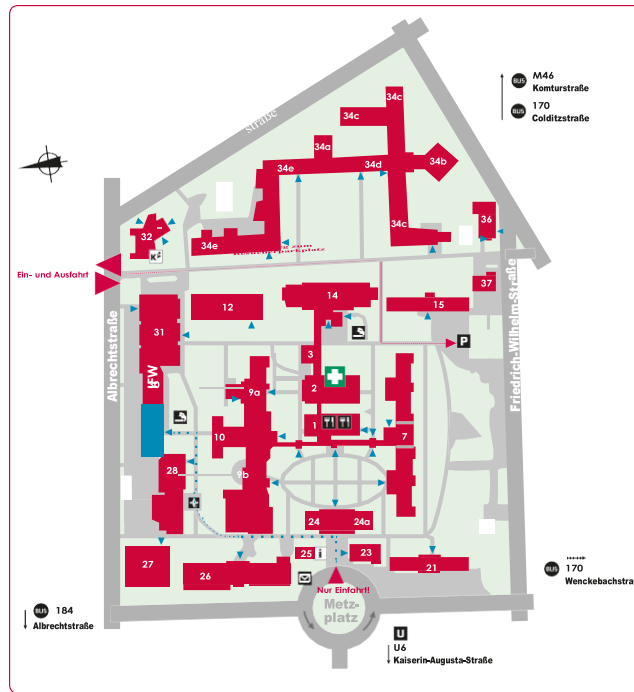 BUS M46
Komturstraße
BUS 170
Colditzstraße
straße
34c
34c
34a
34b
34e
34d
34c
34e
36
32
K
zum
Besucherparkplatz
Ein- und Ausfahrt
37
14
15
12
31
P
3
IFW
8
2
9a
1
10
7
28
9b
24
24a
25
i
23
27
26
21
Nur Einfahrt!
Metz-
platz
Albrechtstraße
Friedrich-Wilhelm-Straße
BUS 170
Wenckebachstra
BUS 184
Albrechtstraße
U
U6
Kaiserin-Augusta-Straße